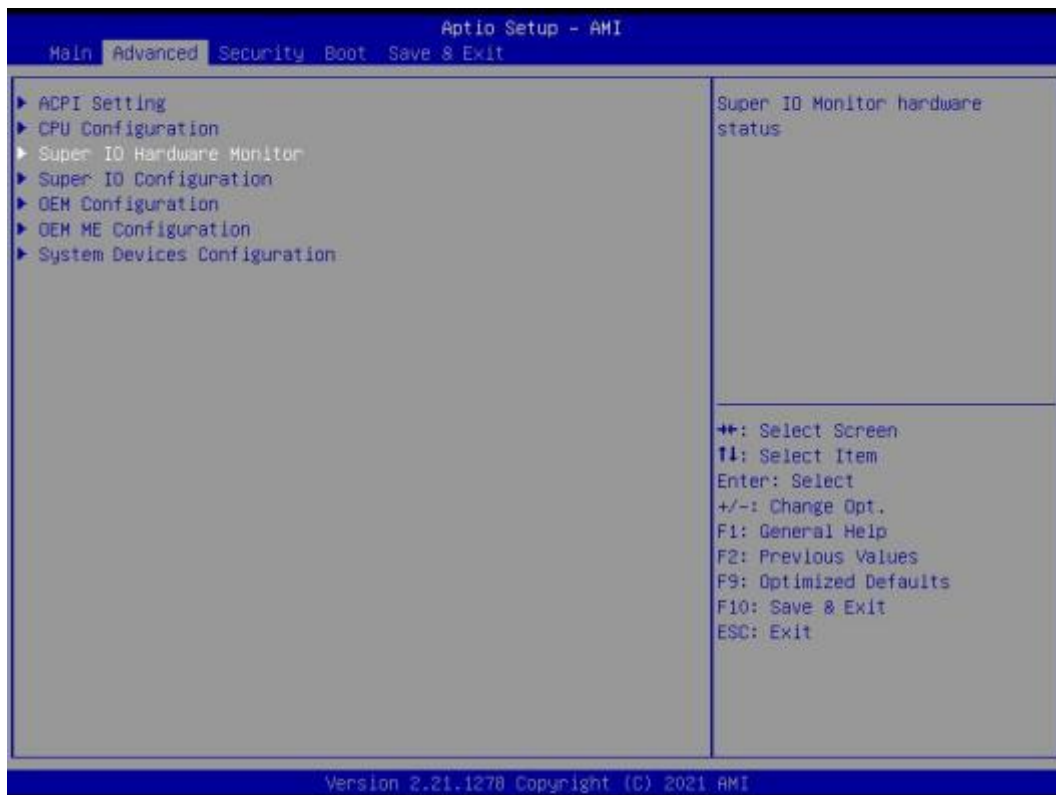 Aptio Setup - AMI
Main Advanced Security Boot Save & Exit
ACPI Setting
CPU Configuration
Super IO Hardware Monitor
Super IO Configuration
OEM Configuration
OEM ME Configuration
System Devices Configuration
Super IO Monitor hardware
status
→←: Select Screen
↑↓: Select Item
Enter: Select
+/-: Change Opt.
F1: General Help
F2: Previous Values
F9: Optimized Defaults
F10: Save & Exit
ESC: Exit
Version 2.21.1278 Copyright (C) 2021 AMI